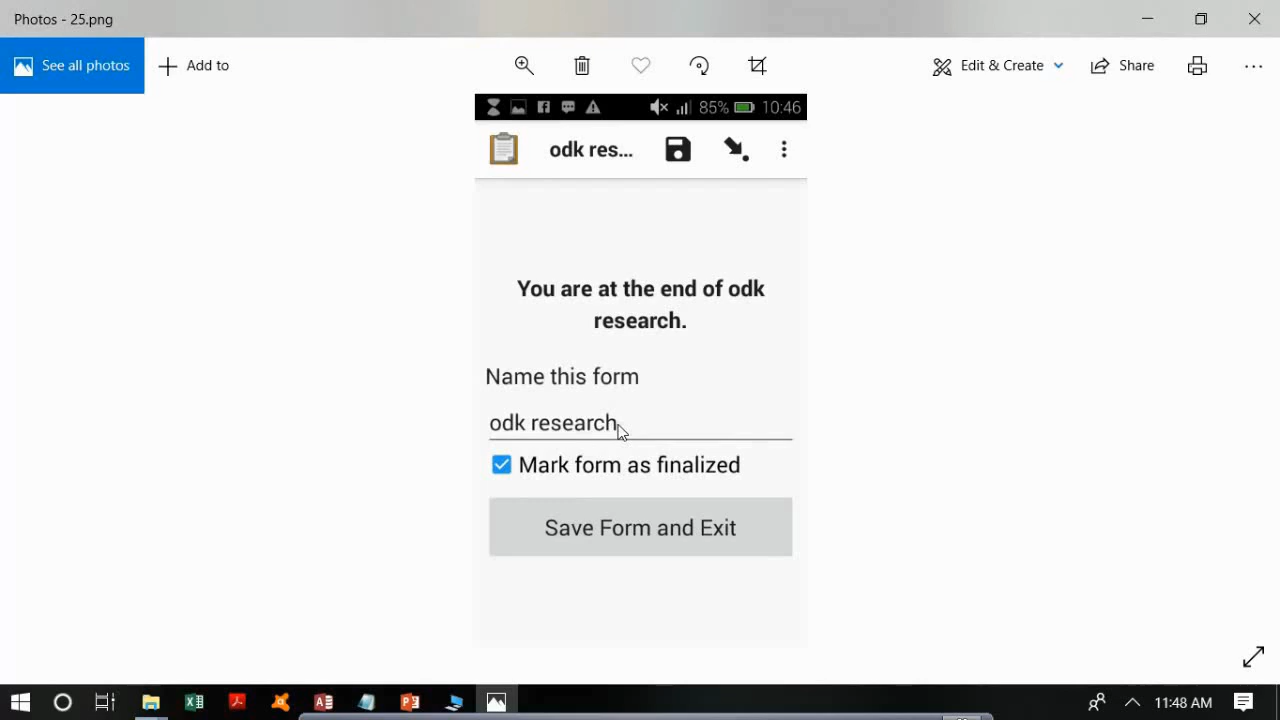 Photos - 25.png
See all photos
Add to
Edit & Create
Share
85%
10:46
odk res...
You are at the end of odk
research.
Name this form
odk research
Mark form as finalized
Save Form and Exit
11:48 AM